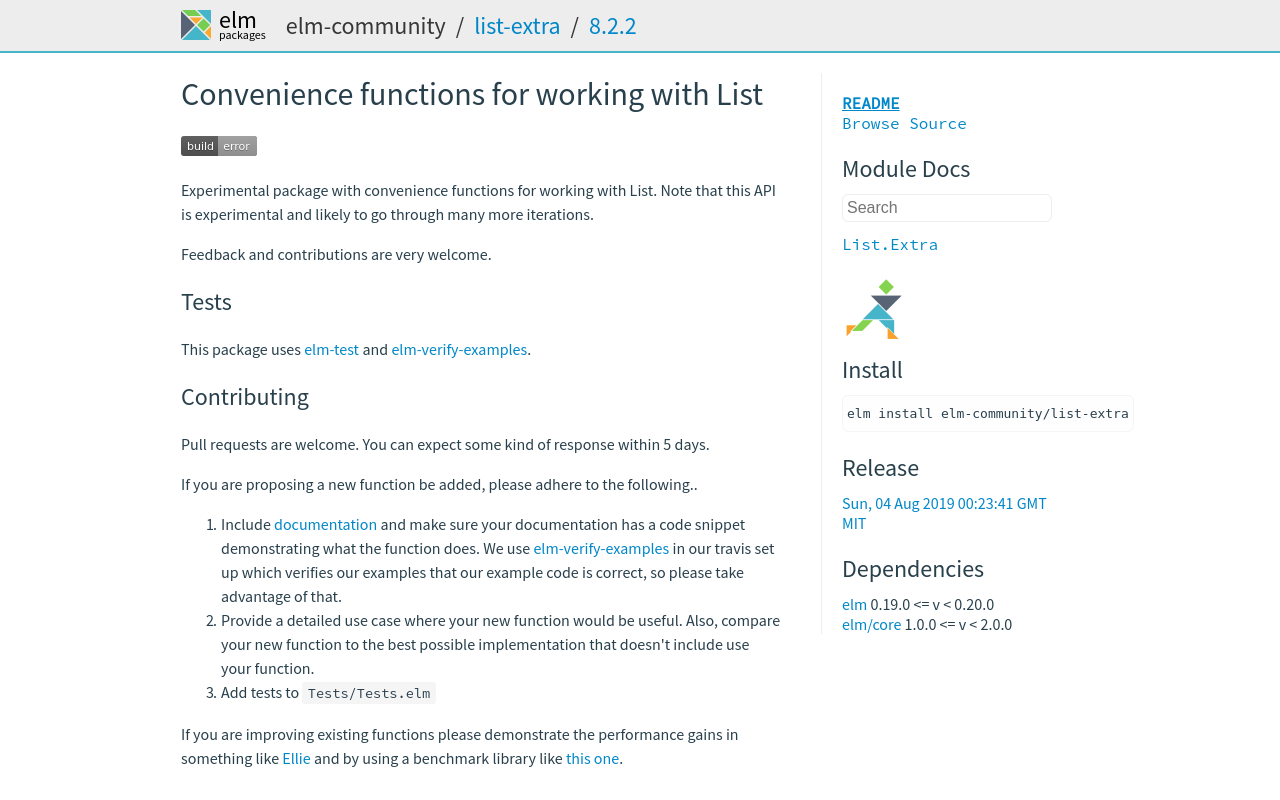 elm
packages
elm-community / list-extra / 8.2.2
Convenience functions for working with List
build error
Experimental package with convenience functions for working with List. Note that this API
is experimental and likely to go through many more iterations.
Feedback and contributions are very welcome.
Tests
This package uses elm-test and elm-verify-examples.
Contributing
Pull requests are welcome. You can expect some kind of response within 5 days.
If you are proposing a new function be added, please adhere to the following..
1. Include documentation and make sure your documentation has a code snippet
demonstrating what the function does. We use elm-verify-examples in our travis set
up which verifies our examples that our example code is correct, so please take
advantage of that.
2. Provide a detailed use case where your new function would be useful. Also, compare
your new function to the best possible implementation that doesn't include use
your function.
3. Add tests to Tests/Tests.elm
If you are improving existing functions please demonstrate the performance gains in
something like Ellie and by using a benchmark library like this one.
README
Browse Source
Module Docs
Search
List.Extra
Install
elm install elm-community/list-extra
Release
Sun, 04 Aug 2019 00:23:41 GMT
MIT
Dependencies
elm 0.19.0 <= v < 0.20.0
elm/core 1.0.0 <= v < 2.0.0